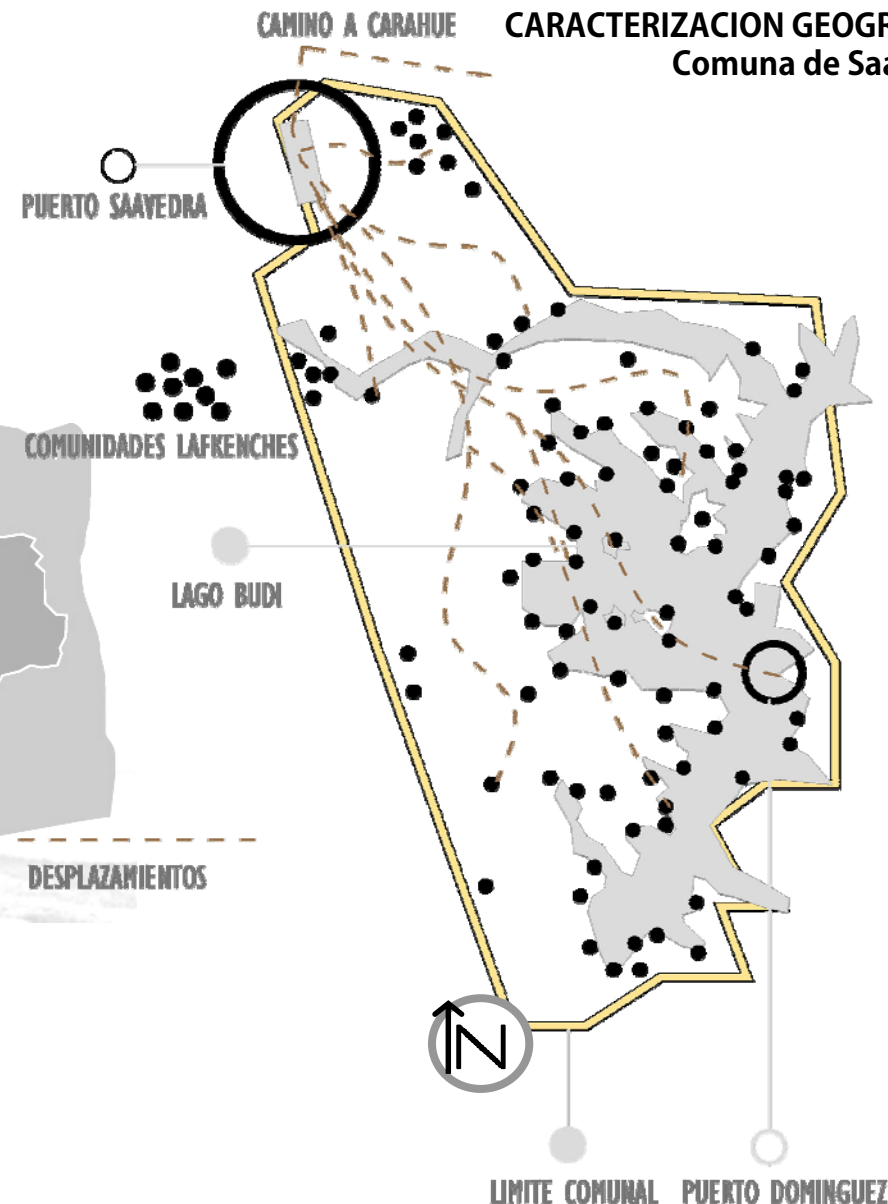 CAMINO A CARAHUE
CARACTERIZACION GEOGR
Comuna de Saa
PUERTO SAAVEDRA
COMUNIDADES LAFKENCHES
LAGO BUDI
DESPLAZAMIENTOS
N
LIMITE COMUNAL
PUERTO DOMINGUEZ